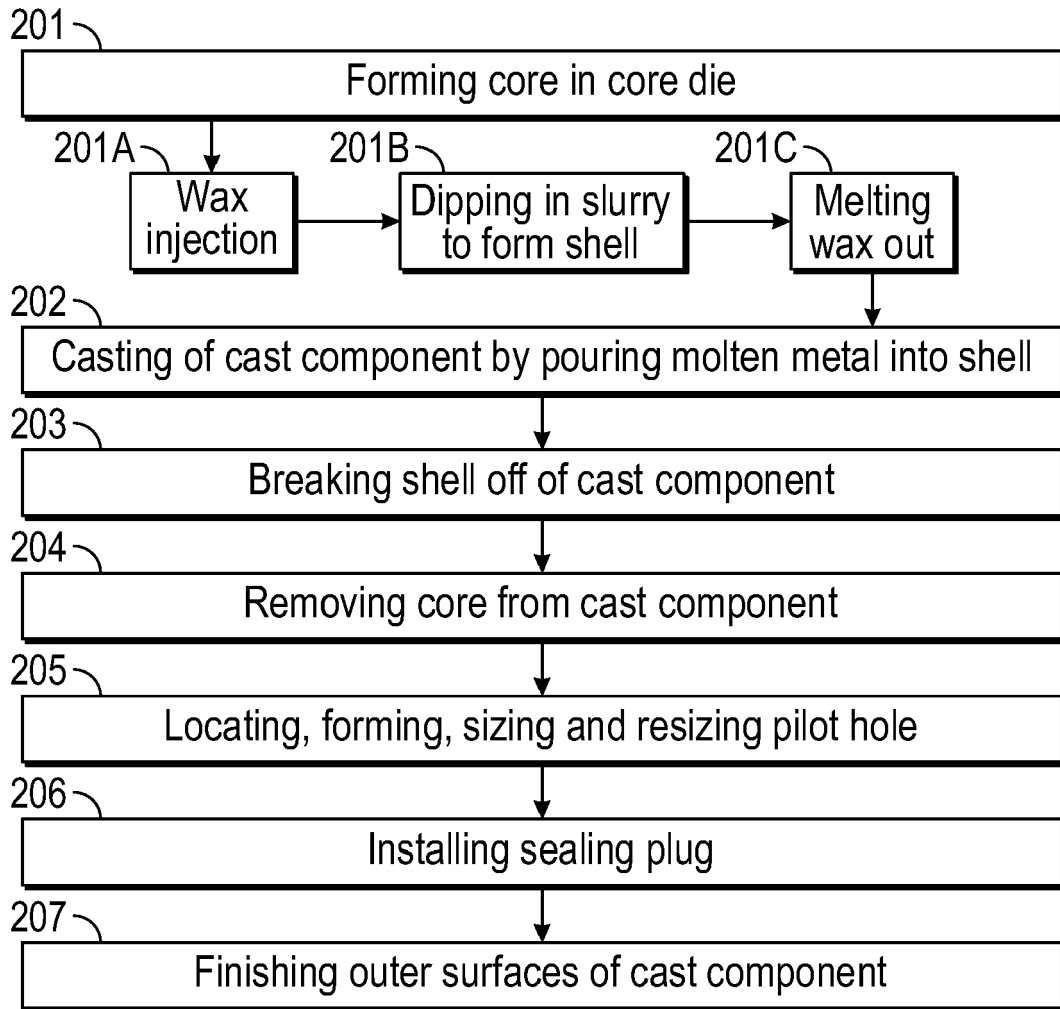 201
Forming core in core die
201A
Wax
injection
201B
Dipping in slurry
to form shell
201C
Melting
wax out
202
Casting of cast component by pouring molten metal into shell
203
Breaking shell off of cast component
204
Removing core from cast component
205
Locating, forming, sizing and resizing pilot hole
206
Installing sealing plug
207
Finishing outer surfaces of cast component